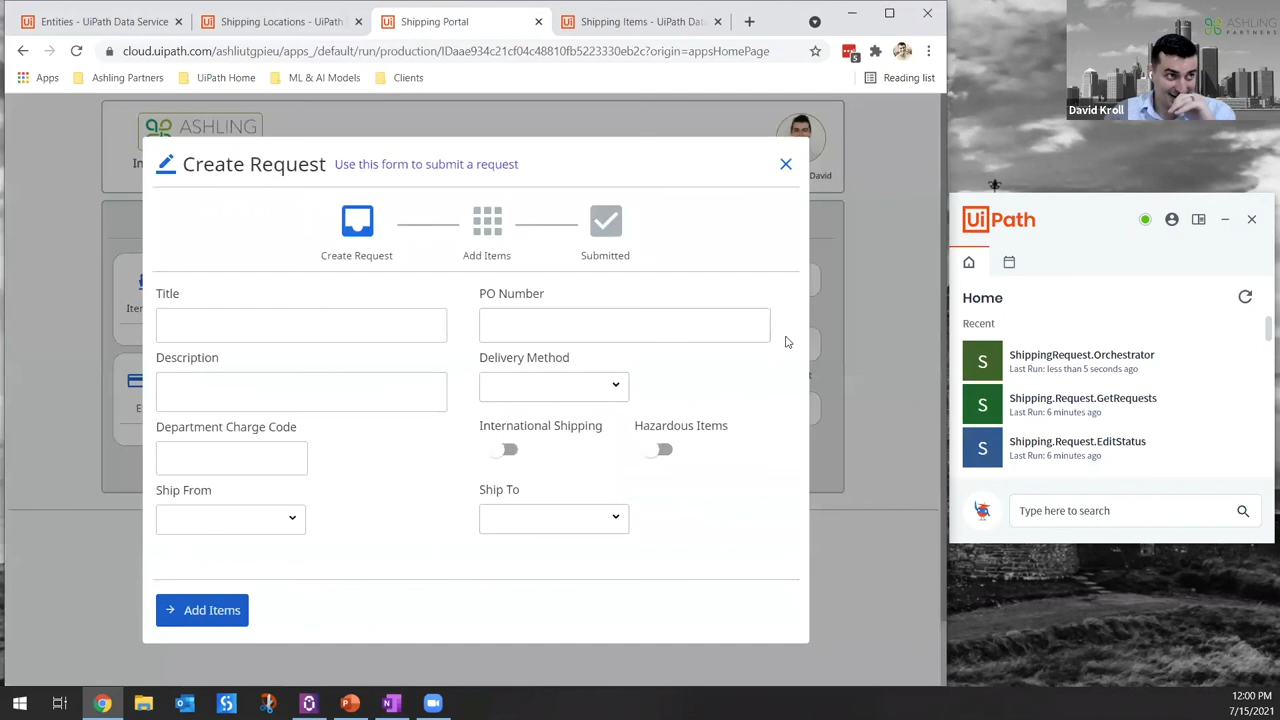 Entities - UiPath Data Service
Shipping Locations - UiPath
Shipping Portal
Shipping Items - UiPath Dat
cloud.uipath.com/ashliutgpieu/apps_/default/run/production/IDaae934c21cf04c48810fb5223330eb2c?origin=appsHomePage
5
Apps
Ashling Partners
UiPath Home
ML & AI Models
Clients
Reading list
ASHLING
PARTNERS
David Kroll
ASHLING
David
Create Request
Use this form to submit a request
Create Request
Add Items
Submitted
Title
PO Number
Description
Delivery Method
Department Charge Code
International Shipping
Hazardous Items
Ship From
Ship To
Add Items
UiPath
Home
Recent
S
ShippingRequest.Orchestrator
Last Run: less than 5 seconds ago
S
Shipping.Request.GetRequests
Last Run: 6 minutes ago
S
Shipping.Request.EditStatus
Last Run: 6 minutes ago
Type here to search
12:00 PM
7/15/2021